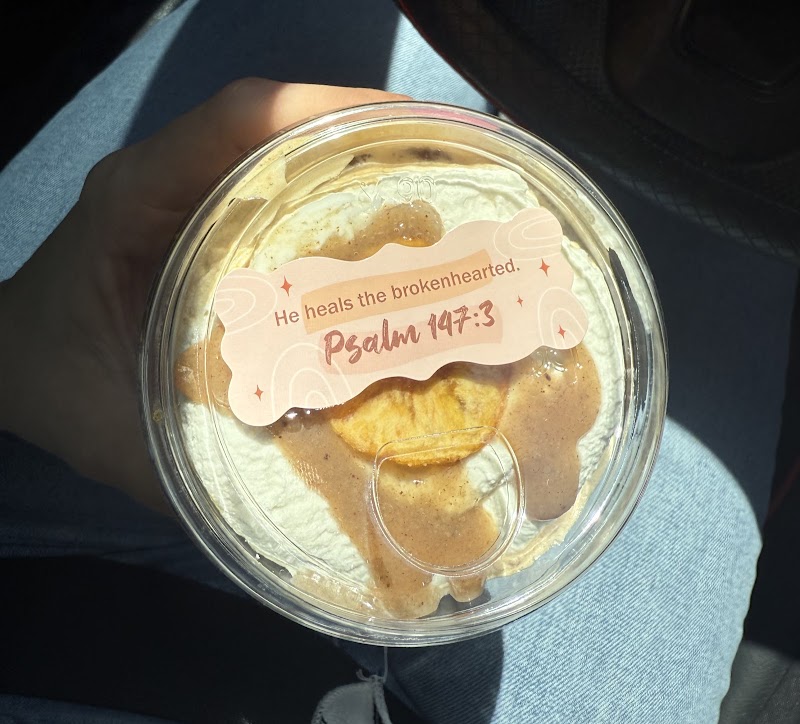 He heals the brokenhearted.
Psalm 147:3